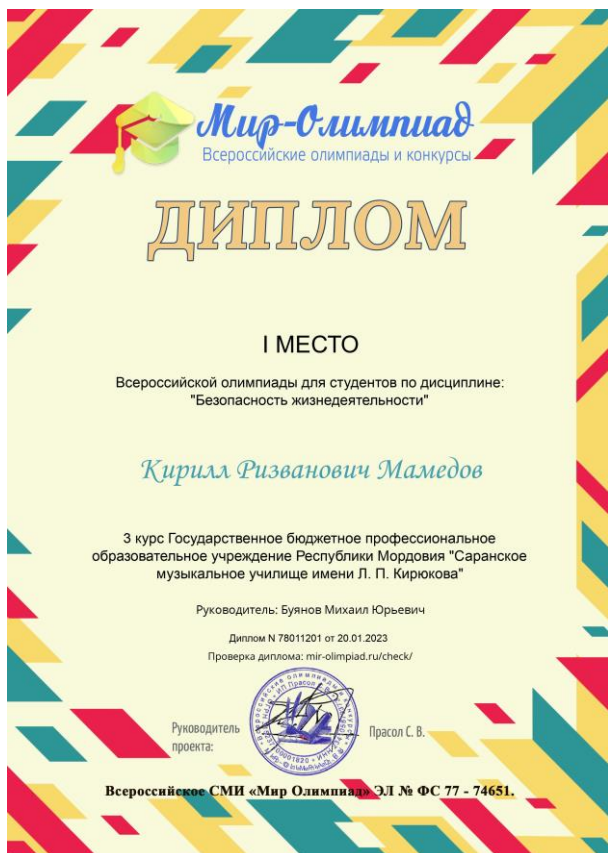 Мир-Олимпиад
Всероссийские олимпиады и конкурсы
ДИПЛОМ
I МЕСТО
Всероссийской олимпиады для студентов по дисциплине:
"Безопасность жизнедеятельности"
Кирилл Ризванович Мамедов
3 курс Государственное бюджетное профессиональное
образовательное учреждение Республики Мордовия "Саранское
музыкальное училище имени Л. П. Кирюкова"
Руководитель: Буянов Михаил Юрьевич
Диплом N 78011201 от 20.01.2023
Проверка диплома: mir-olimpiad.ru/check/
Руководитель
проекта:
Прасол С. В.
Всероссийское СМИ «Мир Олимпиад» ЭЛ № ФС 77 - 74651.